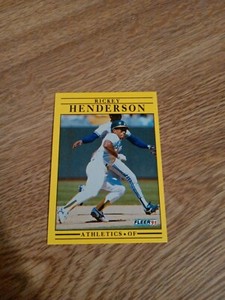 RICKEY
HENDERSON
FLEER '91
ATHLETICS • OF